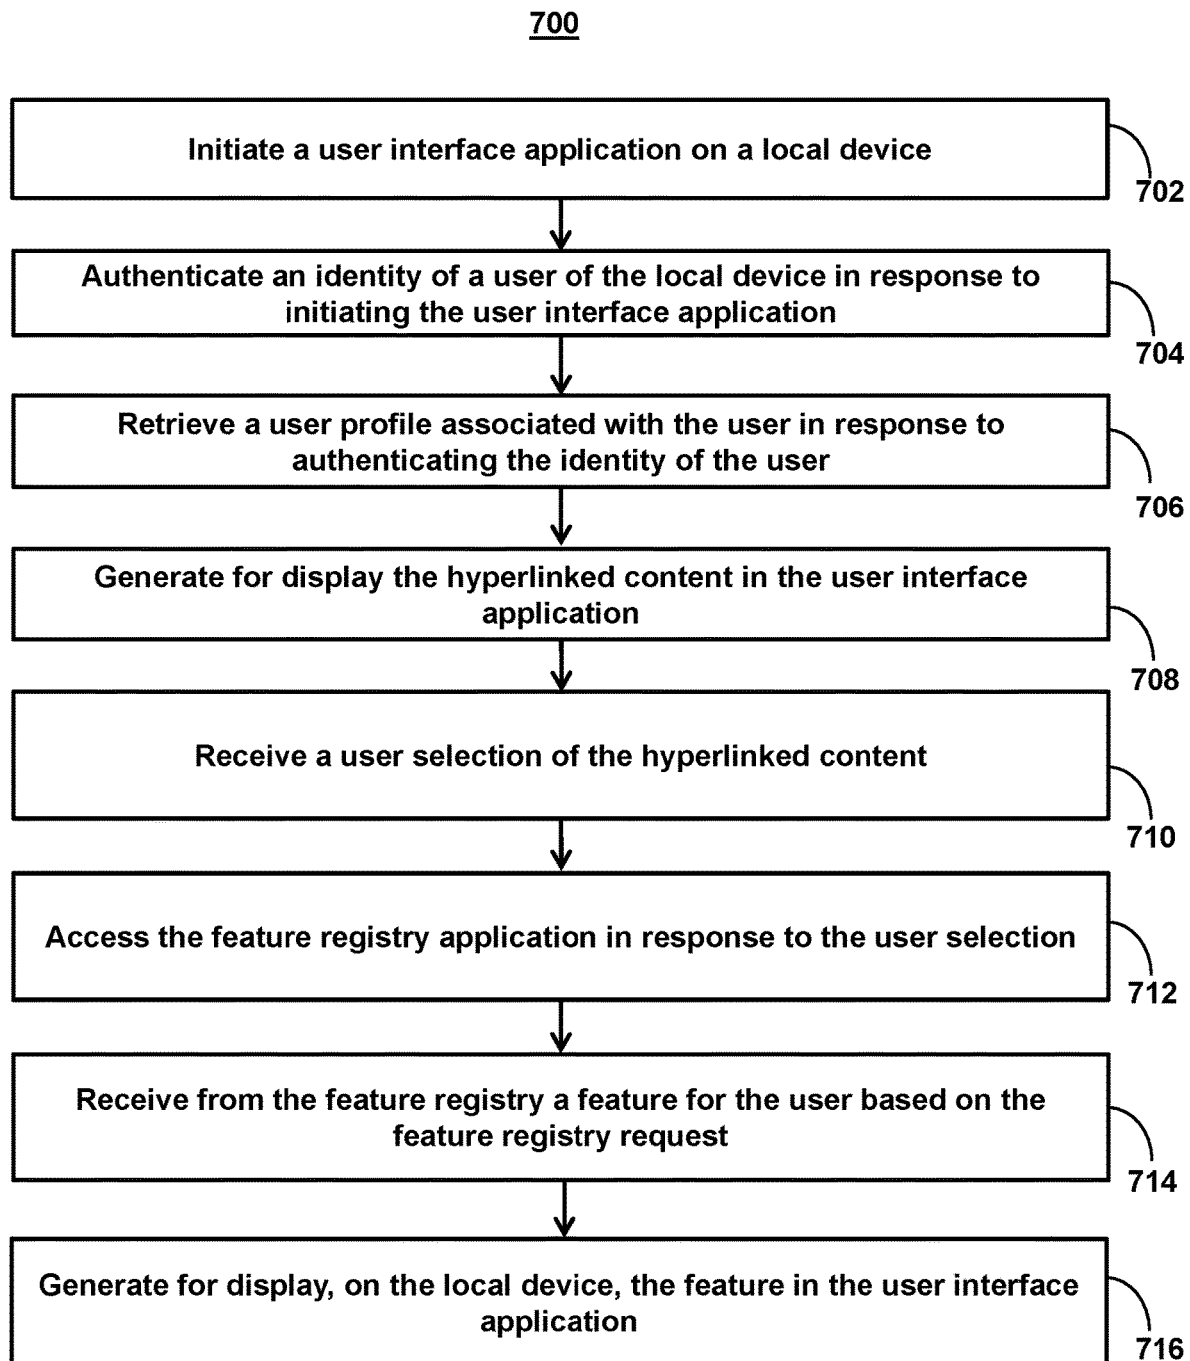 700
Initiate a user interface application on a local device
702
Authenticate an identity of a user of the local device in response to
initiating the user interface application
704
Retrieve a user profile associated with the user in response to
authenticating the identity of the user
706
Generate for display the hyperlinked content in the user interface
application
708
Receive a user selection of the hyperlinked content
710
Access the feature registry application in response to the user selection
712
Receive from the feature registry a feature for the user based on the
feature registry request
714
Generate for display, on the local device, the feature in the user interface
application
716